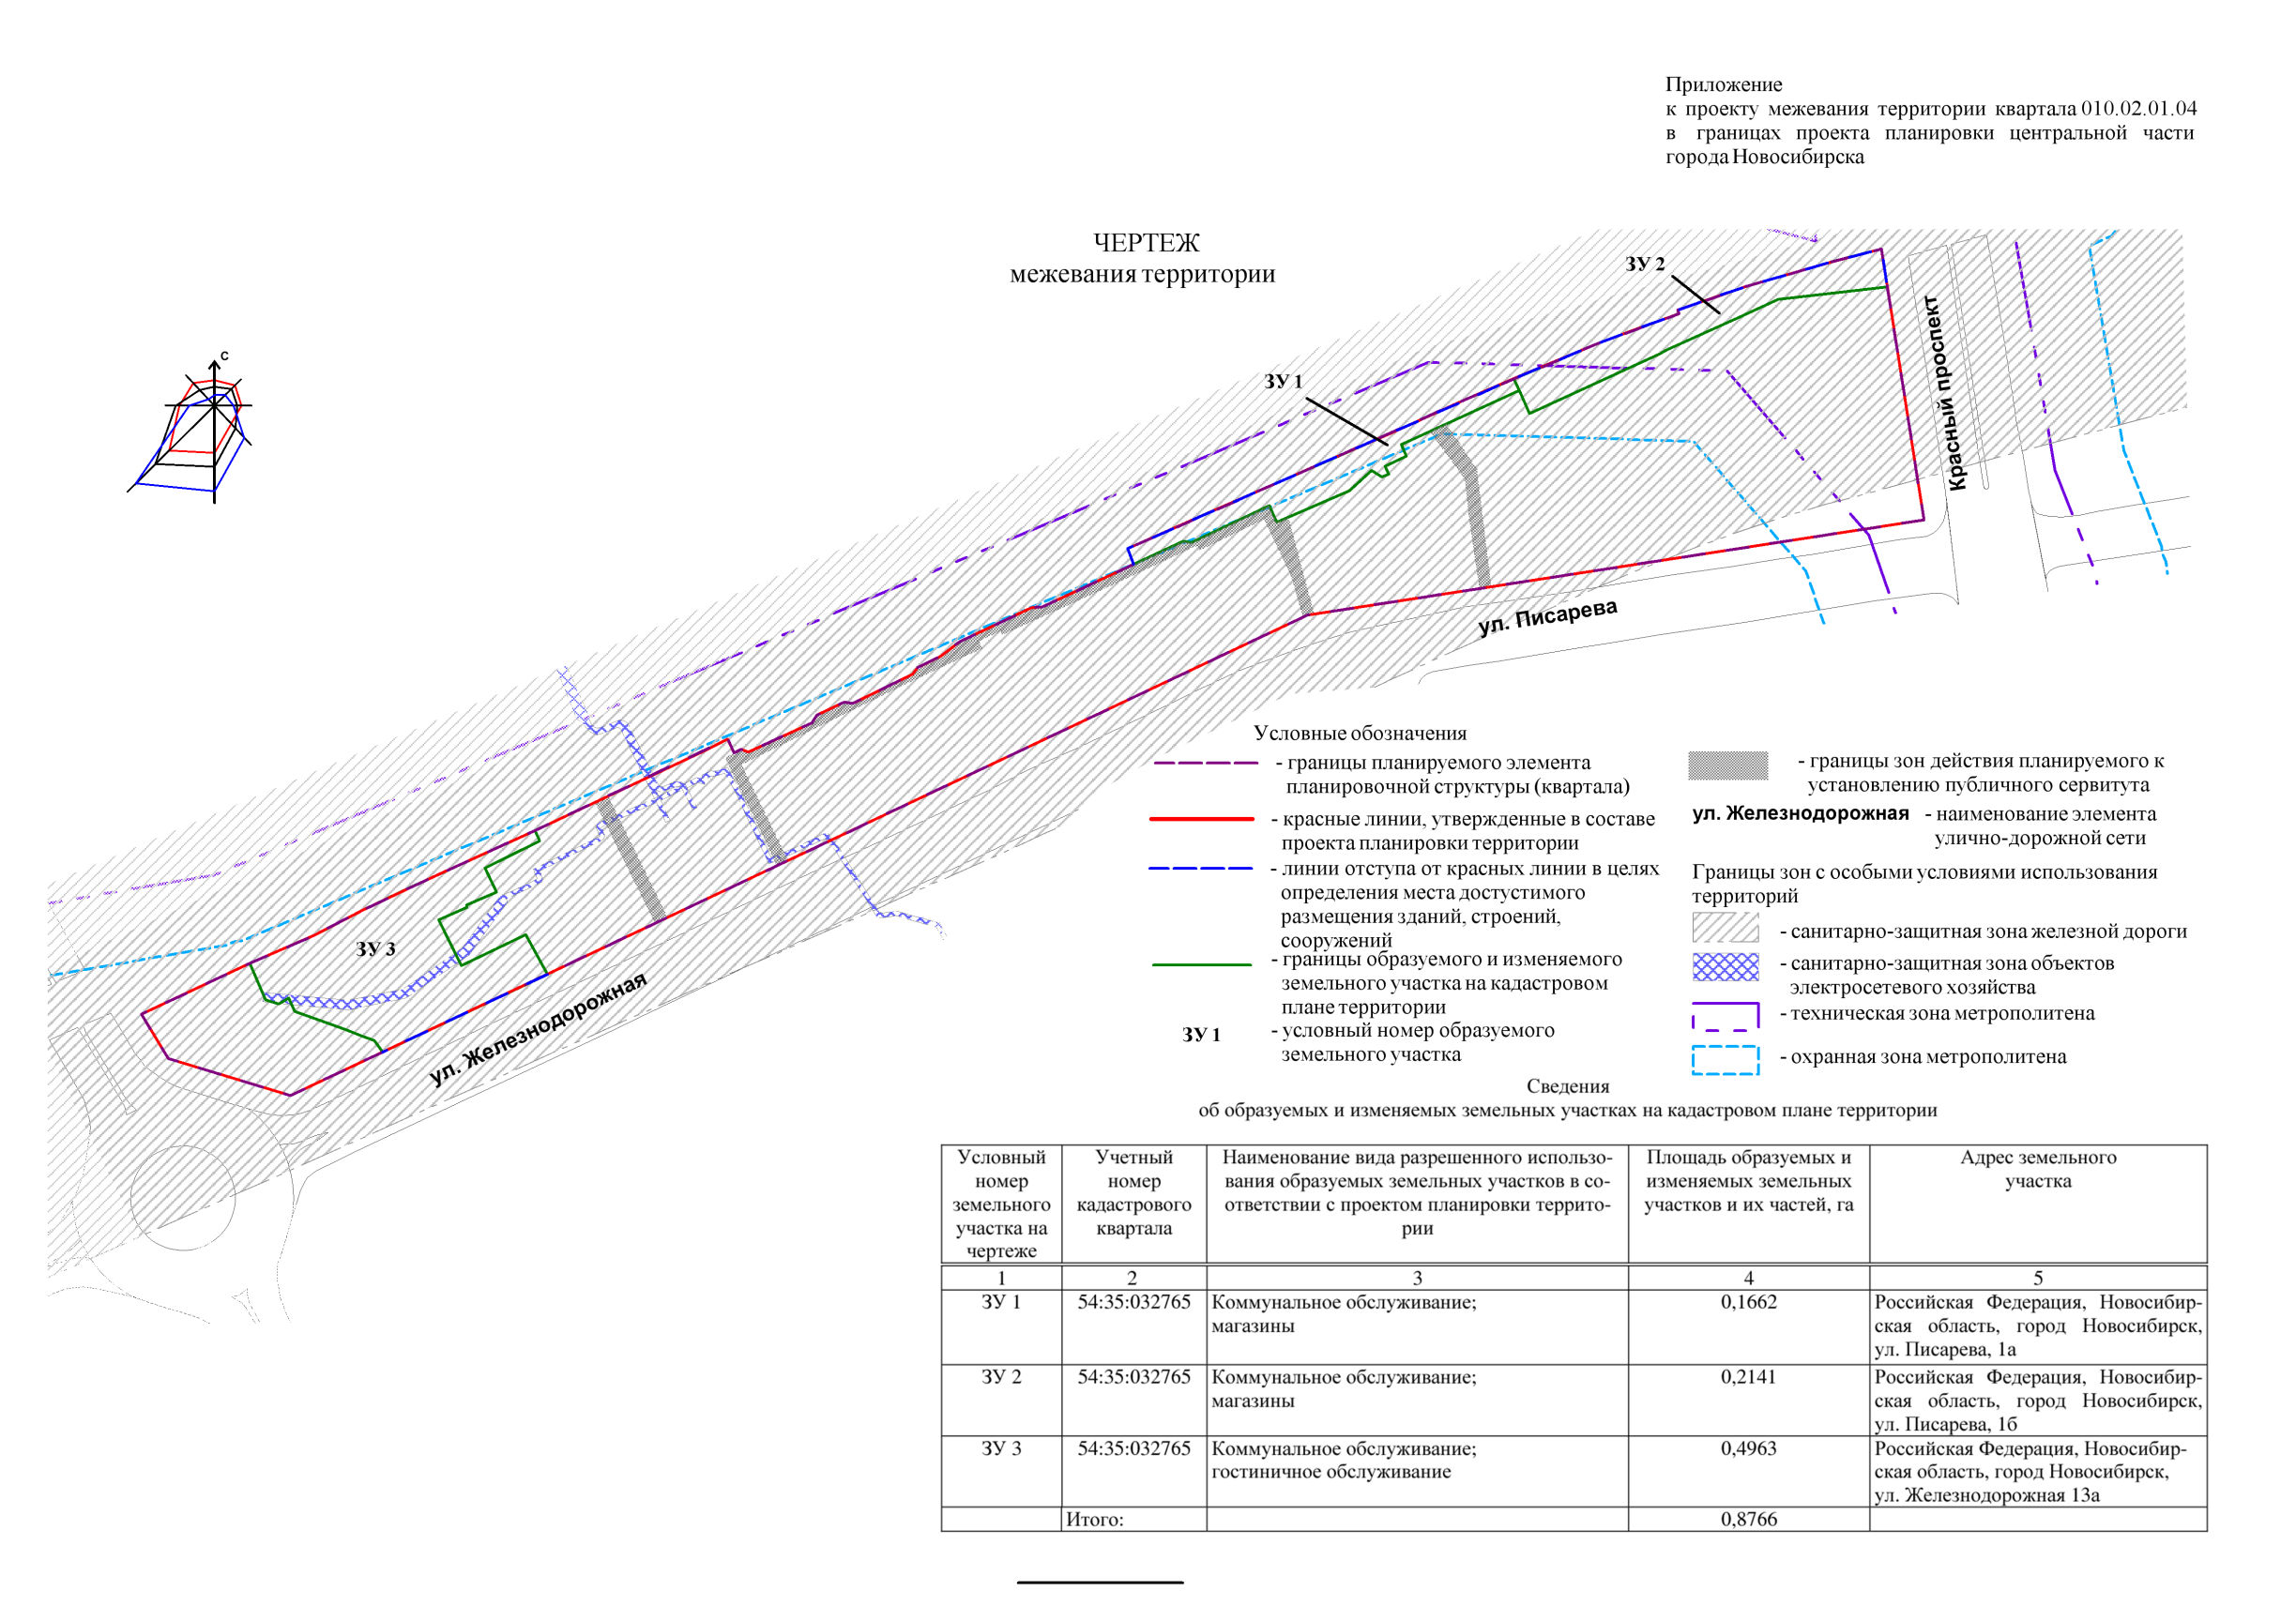 Приложение
к проекту межевания территории квартала 010.02.01.04
в границах проекта планировки центральной части
города Новосибирска
ЧЕРТЕЖ
межевания территории
С
ЗУ 2
ЗУ 1
Красный проспект
ул. Писарева
ЗУ 3
ул. Железнодорожная
Условные обозначения
- границы планируемого элемента
планировочной структуры (квартала)
- красные линии, утвержденные в составе
проекта планировки территории
- линии отступа от красных линии в целях
определения места достустимого
размещения зданий, строений,
сооружений
- границы образуемого и изменяемого
земельного участка на кадастровом
плане территории
ЗУ 1 - условный номер образуемого
земельного участка
- границы зон действия планируемого к
установлению публичного сервитута
ул. Железнодорожная - наименование элемента
улично-дорожной сети
Границы зон с особыми условиями использования
территорий
- санитарно-защитная зона железной дороги
- санитарно-защитная зона объектов
электросетевого хозяйства
- техническая зона метрополитена
- охранная зона метрополитена
Сведения
об образуемых и изменяемых земельных участках на кадастровом плане территории
Условный
номер
земельного
участка на
чертеже
Учетный
номер
кадастрового
квартала
Наименование вида разрешенного использо-
вания образуемых земельных участков в со-
ответствии с проектом планировки террито-
рии
Площадь образуемых и
изменяемых земельных
участков и их частей, га
Адрес земельного
участка
1 2 3 4 5
ЗУ 1 54:35:032765 Коммунальное обслуживание; 0,1662 Российская Федерация, Новосибир-
магазины ская область, город Новосибирск,
ул. Писарева, 1а
ЗУ 2 54:35:032765 Коммунальное обслуживание; 0,2141 Российская Федерация, Новосибир-
магазины ская область, город Новосибирск,
ул. Писарева, 1б
ЗУ 3 54:35:032765 Коммунальное обслуживание; 0,4963 Российская Федерация, Новосибир-
гостиничное обслуживание ская область, город Новосибирск,
ул. Железнодорожная 13а
Итого: 0,8766